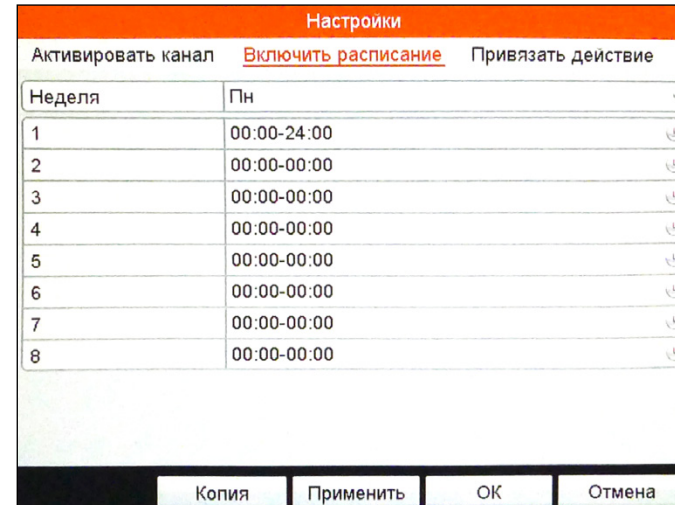 Настройки
Активировать канал Включить расписание Привязать действие
Неделя Пн
1 00:00-24:00
2 00:00-00:00
3 00:00-00:00
4 00:00-00:00
5 00:00-00:00
6 00:00-00:00
7 00:00-00:00
8 00:00-00:00
Копия Применить ОК Отмена